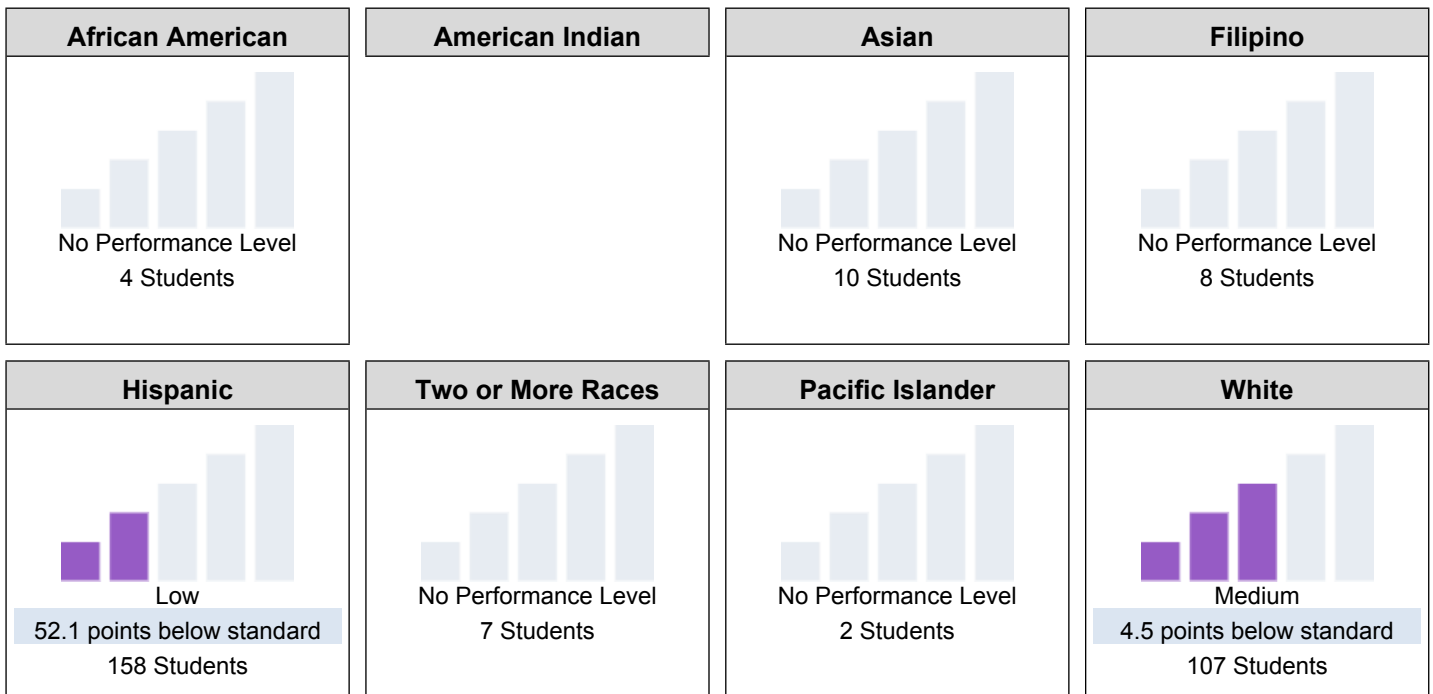 African American
American Indian
Asian
Filipino
No Performance Level
4 Students
No Performance Level
10 Students
No Performance Level
8 Students
Hispanic
Two or More Races
Pacific Islander
White
Low
52.1 points below standard
158 Students
No Performance Level
7 Students
No Performance Level
2 Students
Medium
4.5 points below standard
107 Students